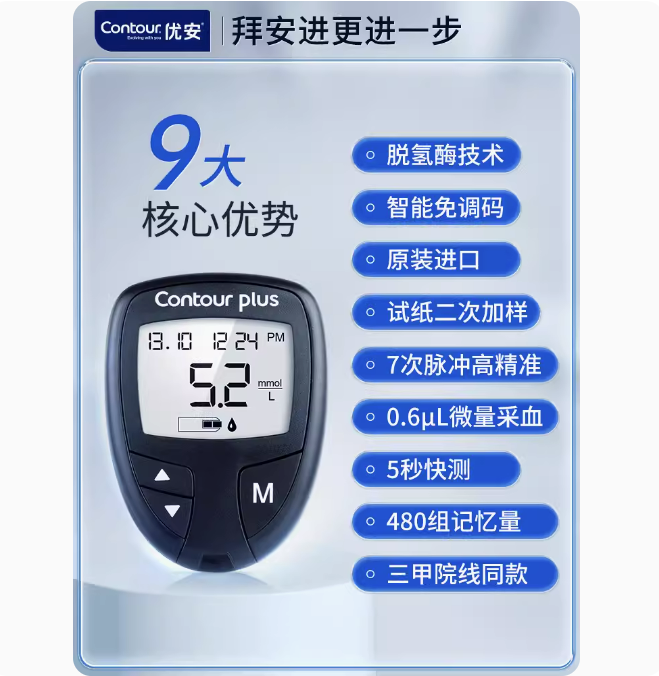 Contour 优安 拜安进更进一步
Evolving with you
9大
核心优势
脱氢酶技术
智能免调码
原装进口
试纸二次加样
7次脉冲高精准
0.6μL微量采血
5秒快测
480组记忆量
三甲院线同款
Contour plus
13.10 12 24 PM
5.2 mmol
L
M